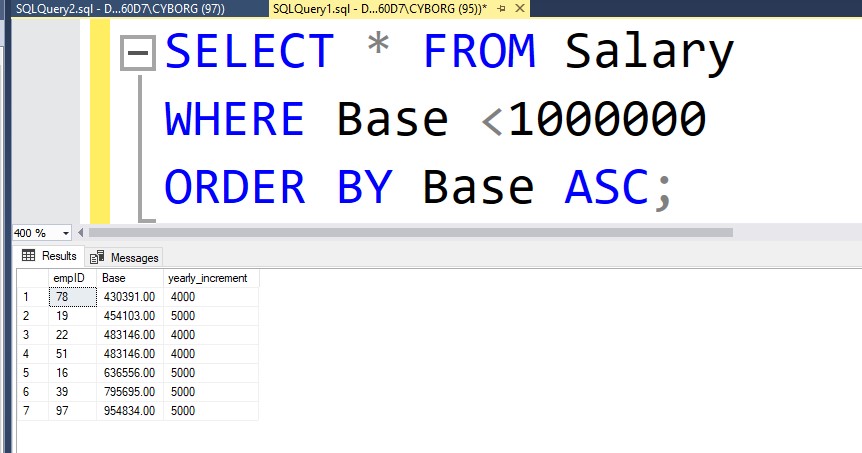 SQLQuery2.sql - D...60D7\CYBORG (97)) SQLQuery1.sql - D...60D7\CYBORG (95))*
SELECT * FROM Salary
WHERE Base <1000000
ORDER BY Base ASC;
400 %
Results Messages
empID Base yearly_increment
1 78 430391.00 4000
2 19 454103.00 5000
3 22 483146.00 4000
4 51 483146.00 4000
5 16 636556.00 5000
6 39 795695.00 5000
7 97 954834.00 5000